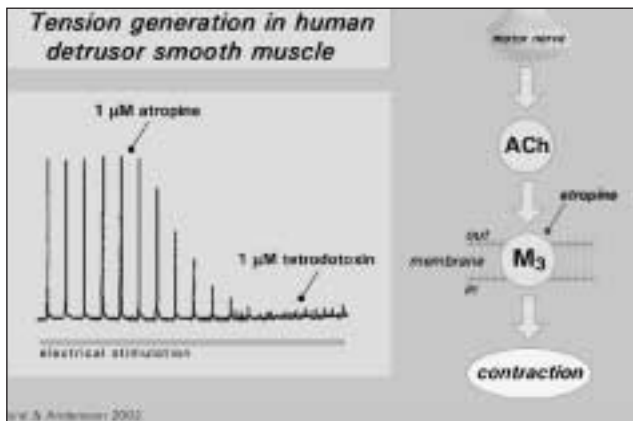 Tension generation in human
detrusor smooth muscle
1 µM atropine
1 µM tetrodotoxin
electrical stimulation
& Andersson 2002
motor nerve
ACh
atropine
out
membrane
M3
in
contraction